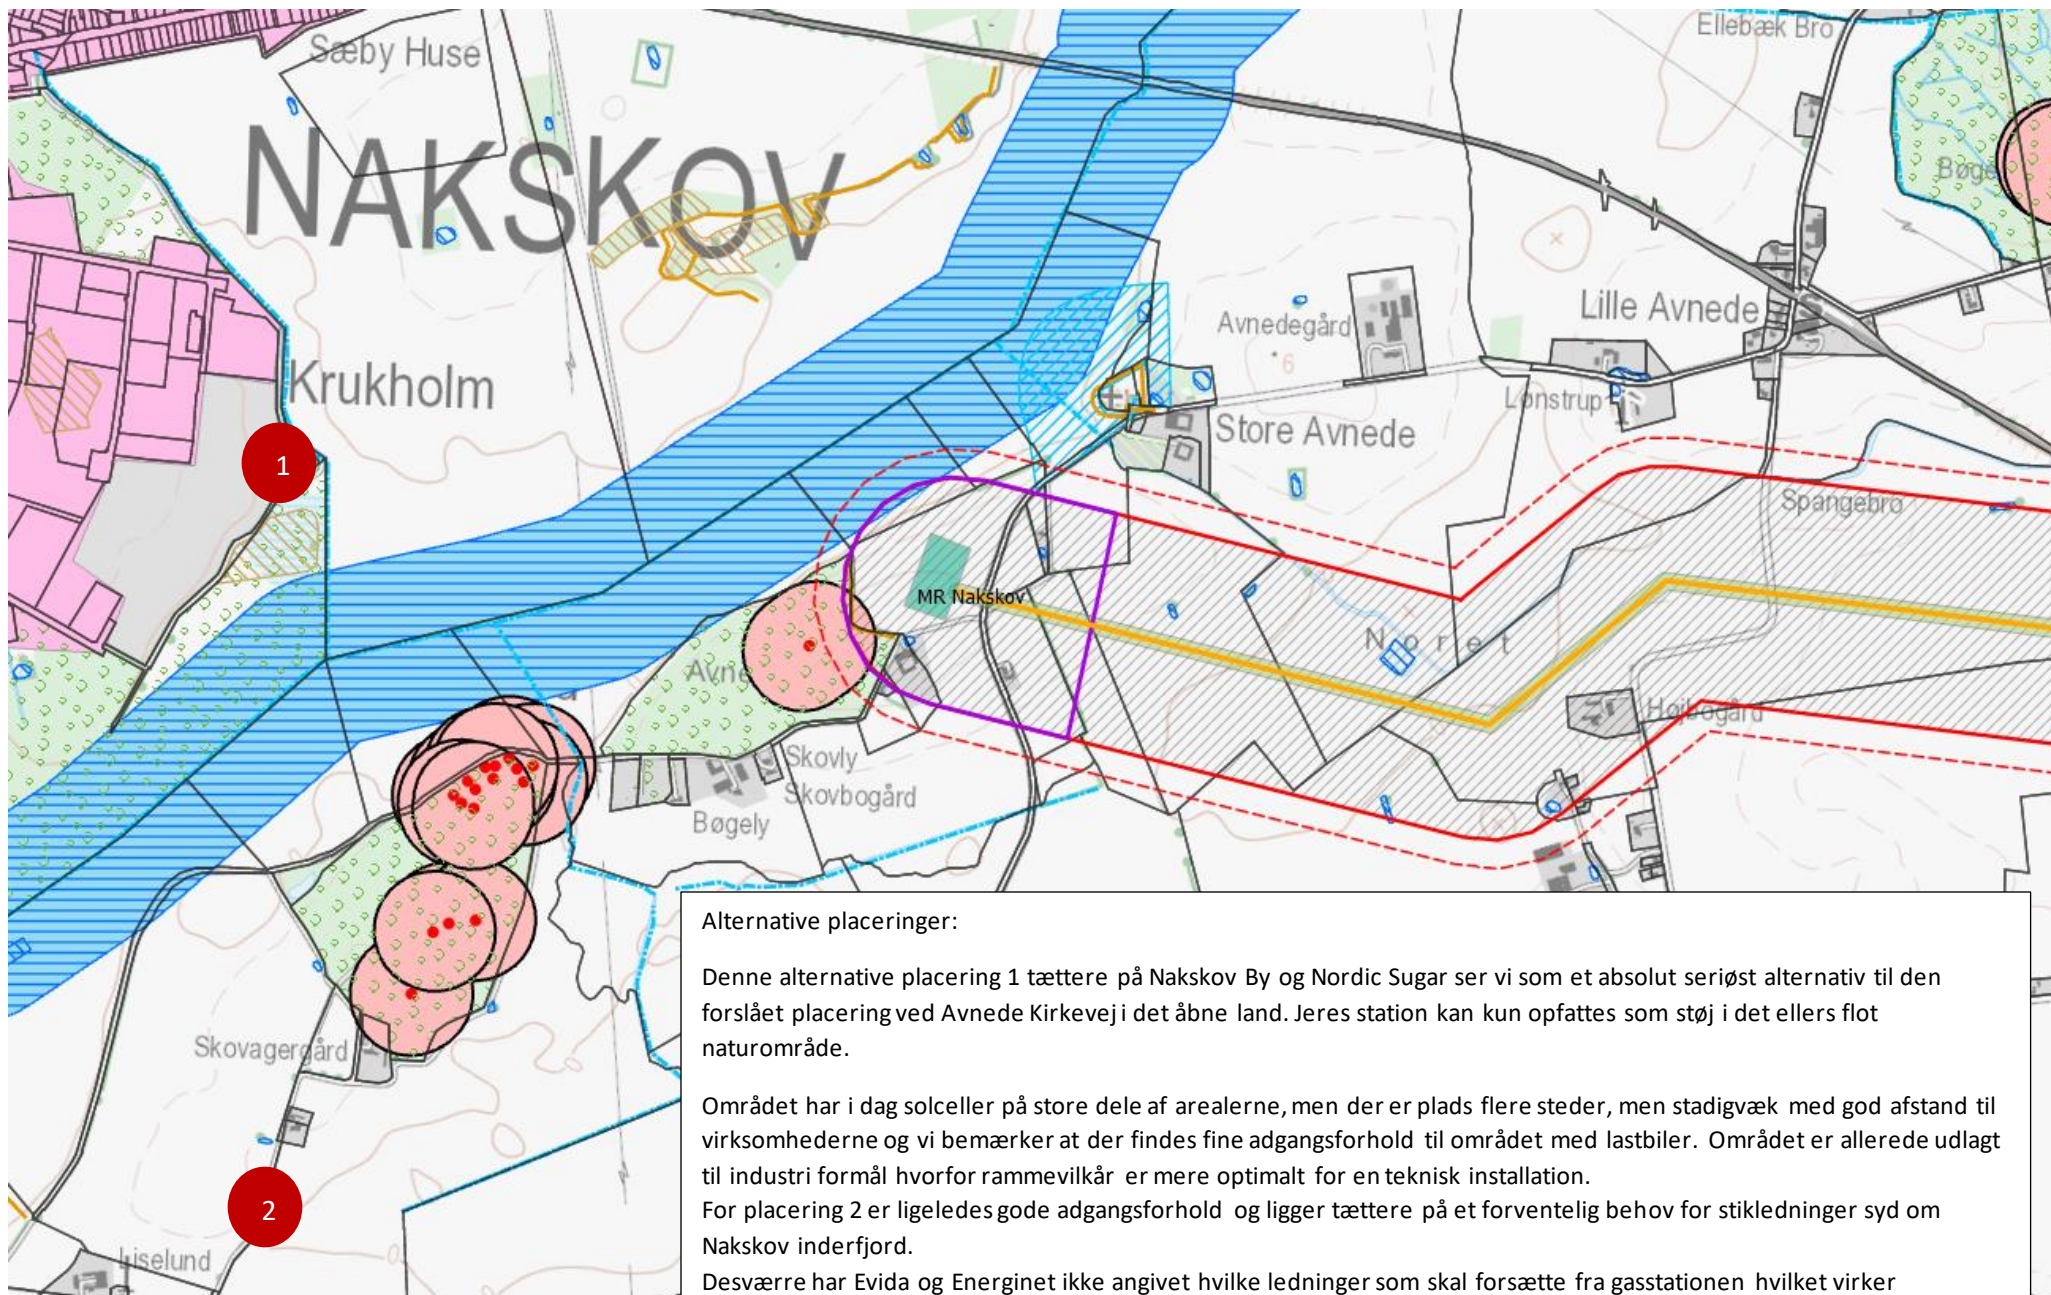 Sæby Huse
Ellebæk Bro
NAKSKOV
Bøge
Krukholm
Avnedegård
6
Lille Avnede
Lønstrup
Store Avnede
1
Spangebro
MR Nakskov
Noret
Avne
Højbogård
Skovly
Skovbogård
Bøgely
Skovagergård
2
Liselund
Alternative placeringer:
Denne alternative placering 1 tættere på Nakskov By og Nordic Sugar ser vi som et absolut seriøst alternativ til den
forslået placering ved Avnede Kirkevej i det åbne land. Jeres station kan kun opfattes som støj i det ellers flot
naturområde.
Området har i dag solceller på store dele af arealerne, men der er plads flere steder, men stadigvæk med god afstand til
virksomhederne og vi bemærker at der findes fine adgangsforhold til området med lastbiler. Området er allerede udlagt
til industri formål hvorfor rammevilkår er mere optimalt for en teknisk installation.
For placering 2 er ligeledes gode adgangsforhold og ligger tættere på et forventelig behov for stikledninger syd om
Nakskov inderfjord.
Desværre har Evida og Energinet ikke angivet hvilke ledninger som skal forsætte fra gasstationen hvilket virker